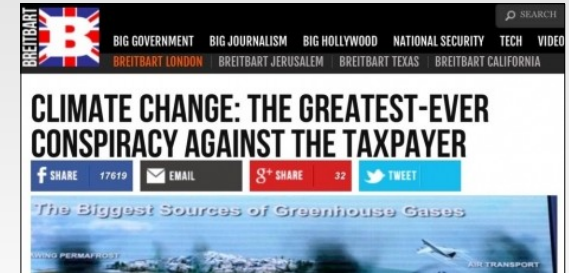 BREITBART
B
SEARCH
BIG GOVERNMENT BIG JOURNALISM BIG HOLLYWOOD NATIONAL SECURITY TECH VIDEO
BREITBART LONDON BREITBART JERUSALEM BREITBART TEXAS BREITBART CALIFORNIA
CLIMATE CHANGE: THE GREATEST-EVER
CONSPIRACY AGAINST THE TAXPAYER
f SHARE 17619 EMAIL g+ SHARE 32 TWEET
The Biggest Sources of Greenhouse Gases
WING PERMAFROST
AIR TRANSPORT